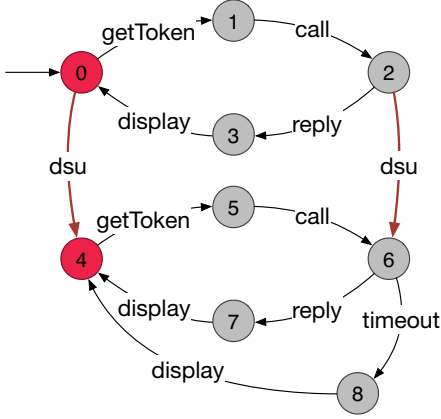 1
getToken
call
0
2
display
3
reply
dsu
dsu
5
getToken
call
4
6
display
7
reply
timeout
display
8